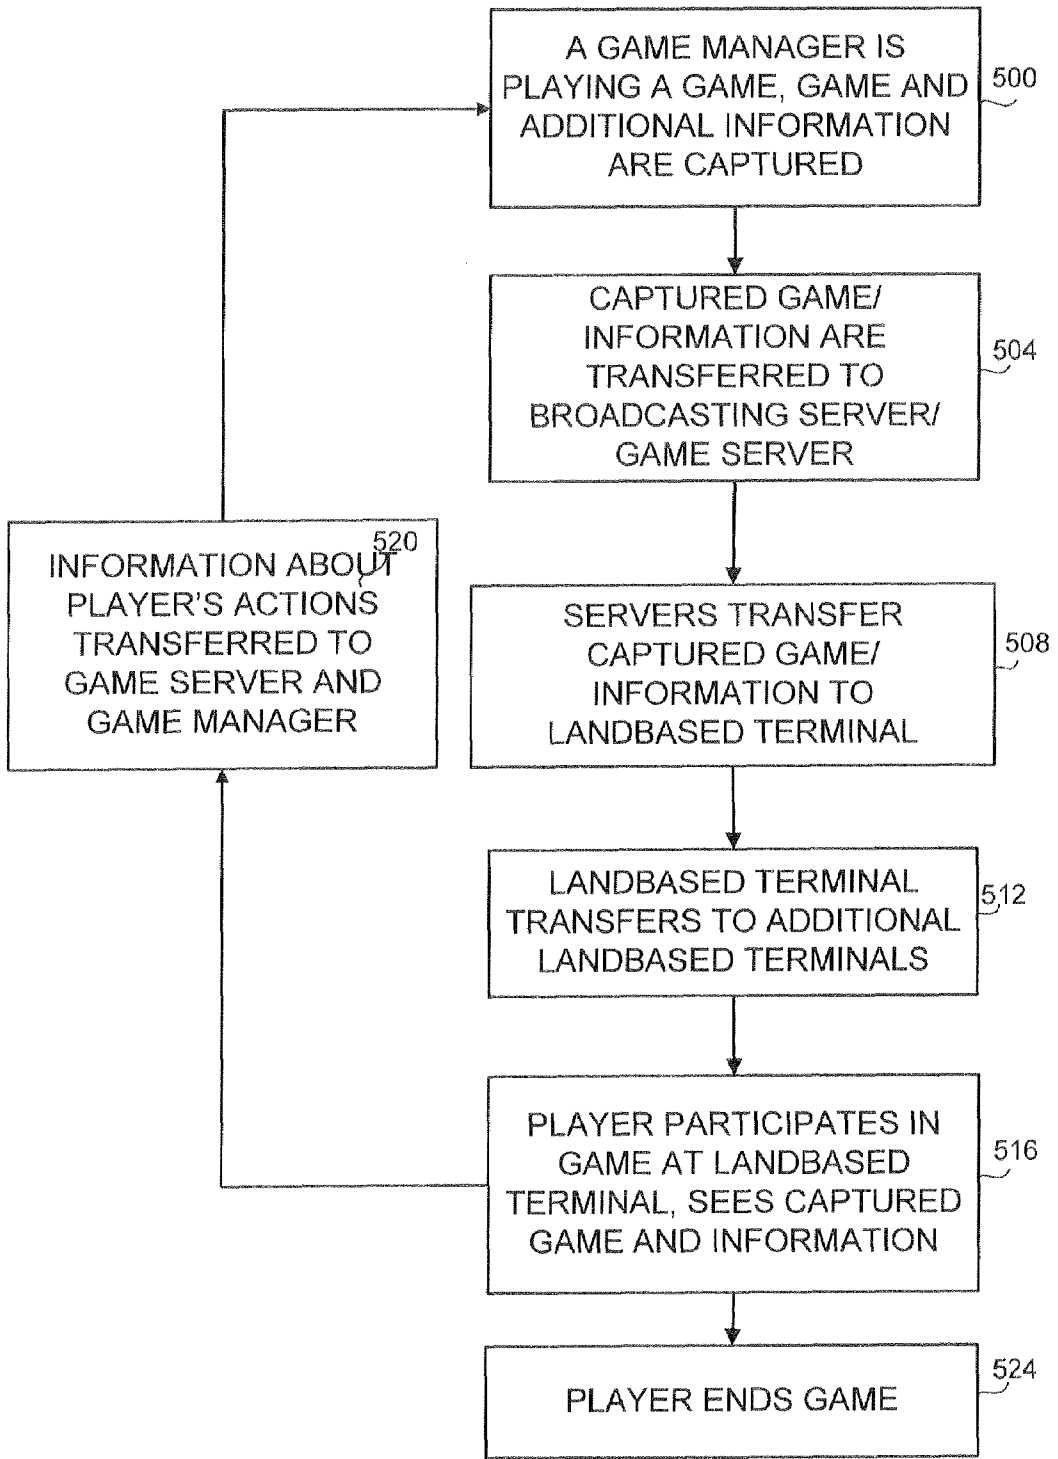 A GAME MANAGER IS
PLAYING A GAME, GAME AND
ADDITIONAL INFORMATION
ARE CAPTURED
500
CAPTURED GAME/
INFORMATION ARE
TRANSFERRED TO
BROADCASTING SERVER/
GAME SERVER
504
520
INFORMATION ABOUT
PLAYER'S ACTIONS
TRANSFERRED TO
GAME SERVER AND
GAME MANAGER
SERVERS TRANSFER
CAPTURED GAME/
INFORMATION TO
LANDBASED TERMINAL
508
LANDBASED TERMINAL
TRANSFERS TO ADDITIONAL
LANDBASED TERMINALS
512
PLAYER PARTICIPATES IN
GAME AT LANDBASED
TERMINAL, SEES CAPTURED
GAME AND INFORMATION
516
PLAYER ENDS GAME
524